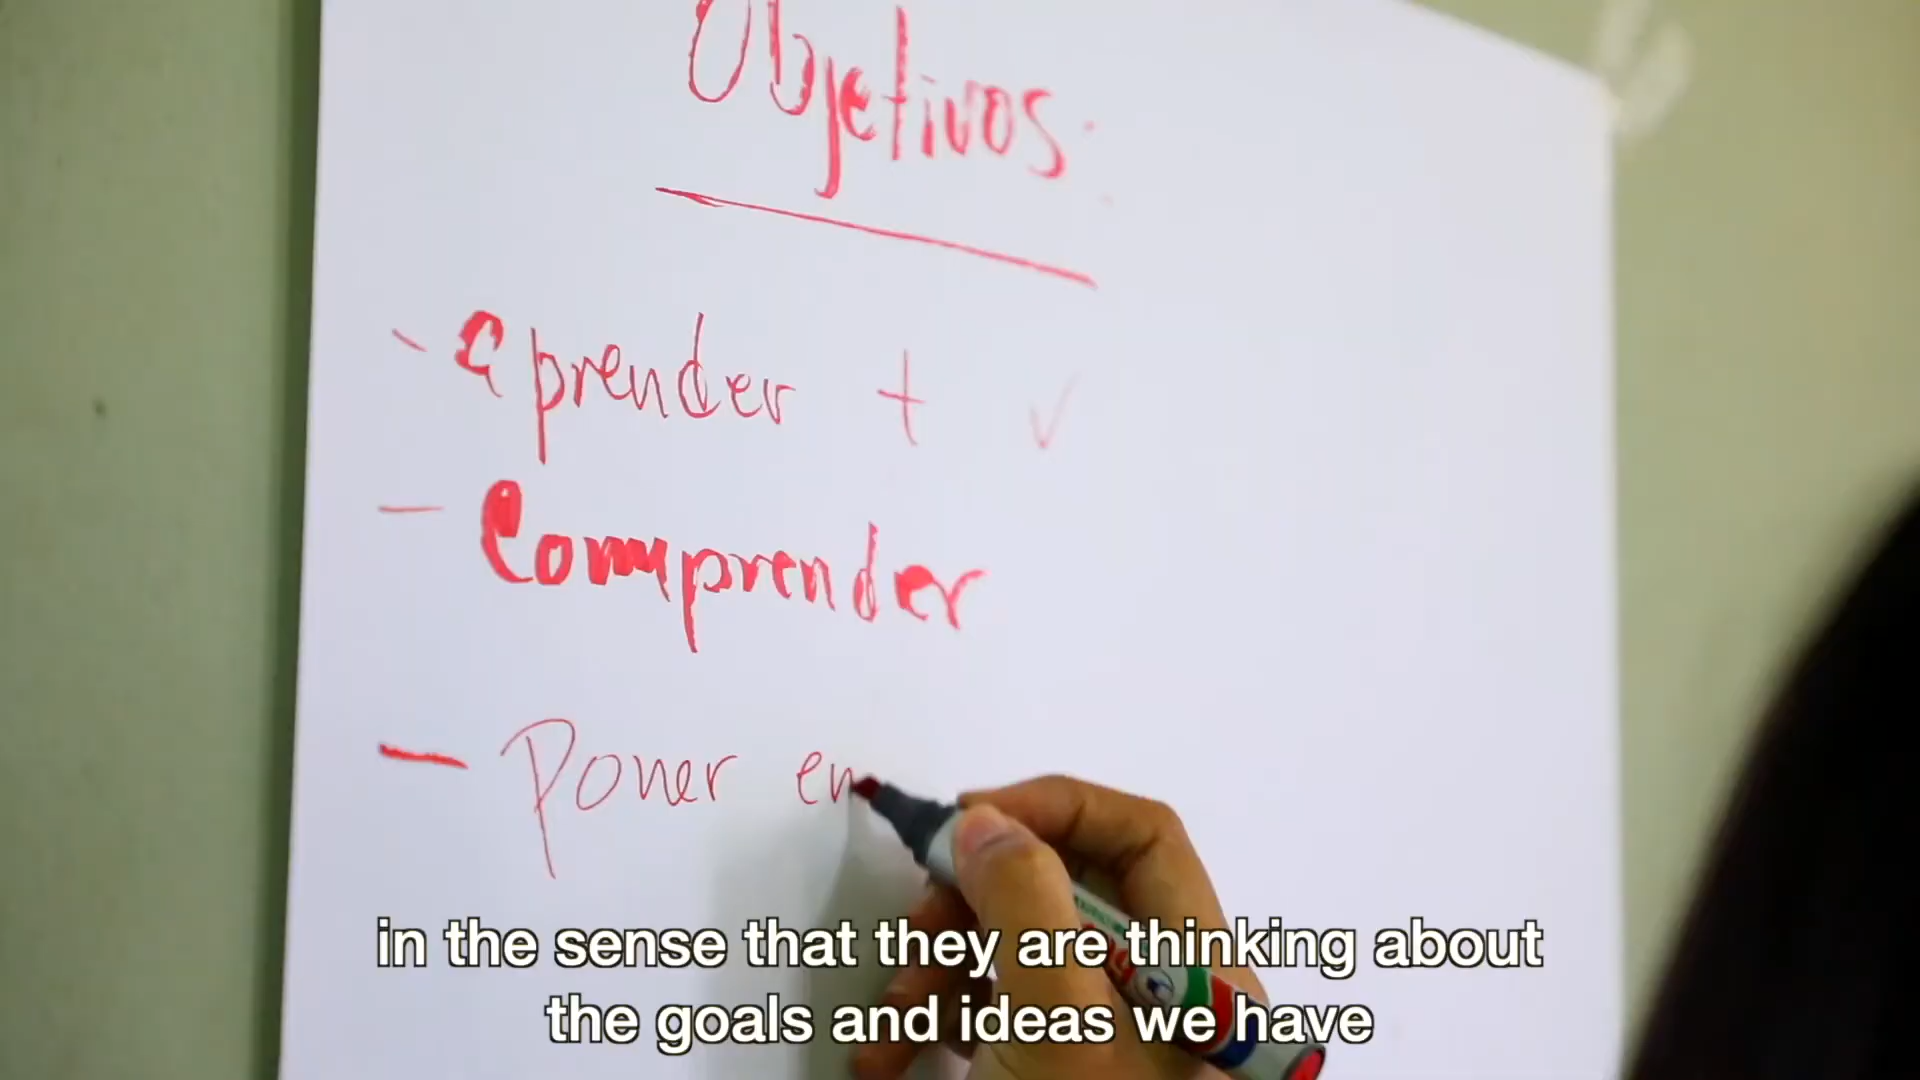 Objetivos:
- aprender + ✓
- Comprender
- Poner en
in the sense that they are thinking about
the goals and ideas we have